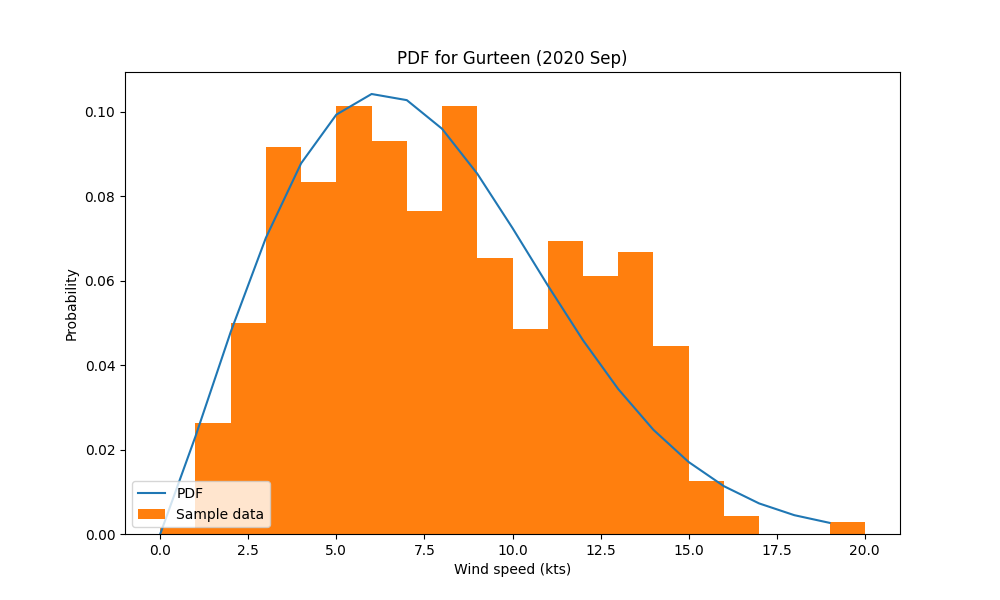 PDF for Gurteen (2020 Sep)
Probability
0.10
0.08
0.06
0.04
0.02
0.00
PDF
Sample data
0.0 2.5 5.0 7.5 10.0 12.5 15.0 17.5 20.0
Wind speed (kts)